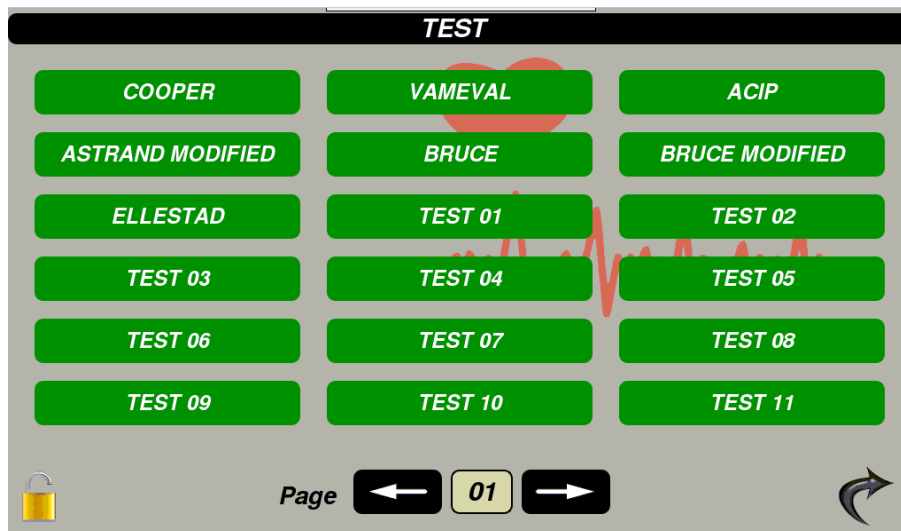 TEST
COOPER VAMEVAL ACIP
ASTRAND MODIFIED BRUCE BRUCE MODIFIED
ELLESTAD TEST 01 TEST 02
TEST 03 TEST 04 TEST 05
TEST 06 TEST 07 TEST 08
TEST 09 TEST 10 TEST 11
Page 01